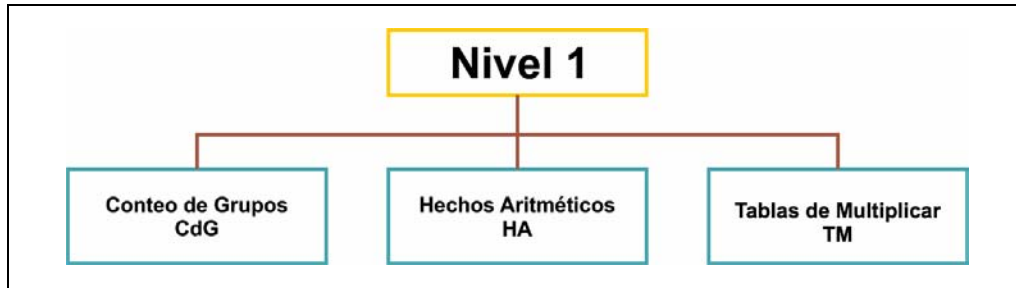 Nivel 1
Conteo de Grupos
CdG
Hechos Aritméticos
HA
Tablas de Multiplicar
TM